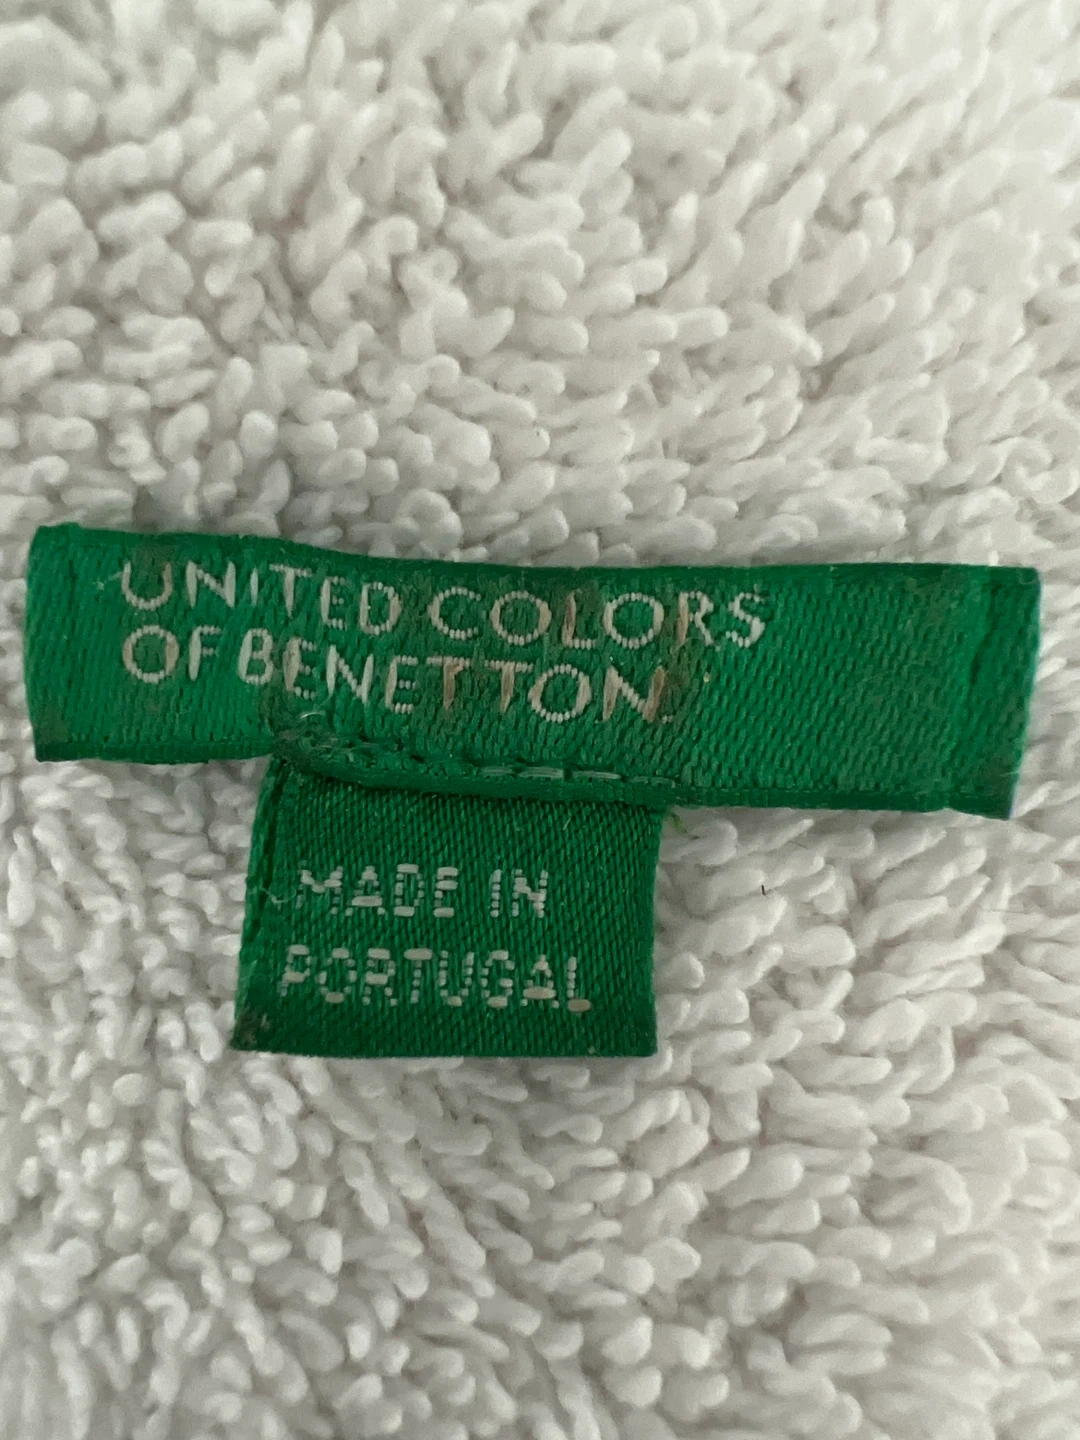 UNITED COLORS
OF BENETTON
MADE IN
PORTUGAL